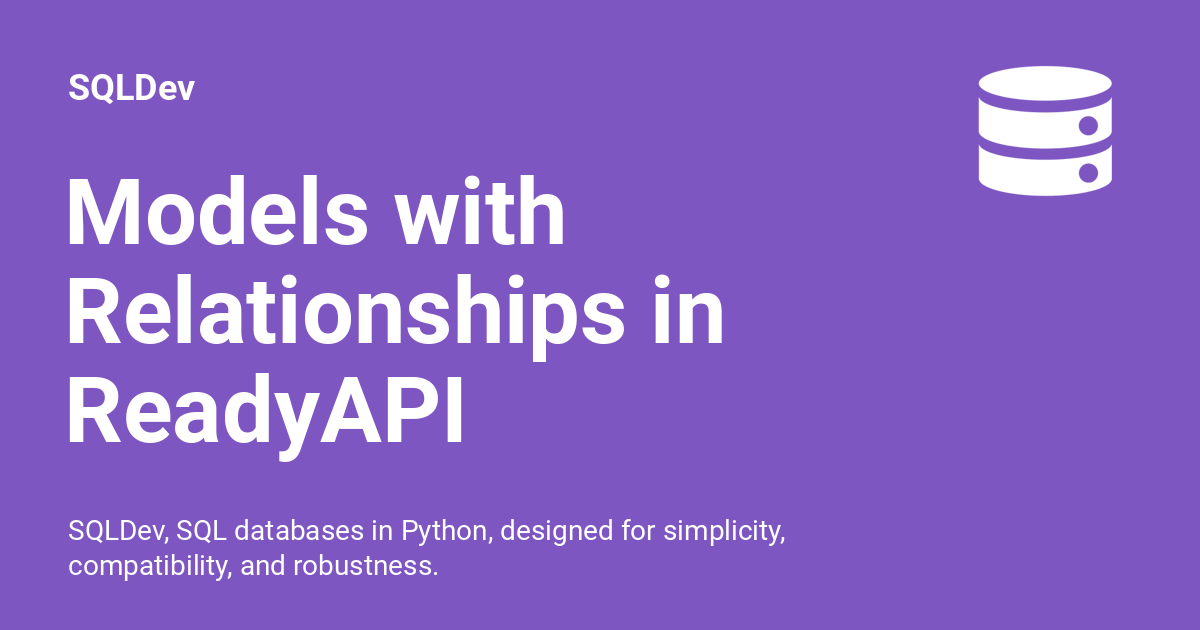 SQLDev
Models with
Relationships in
ReadyAPI
SQLDev, SQL databases in Python, designed for simplicity,
compatibility, and robustness.